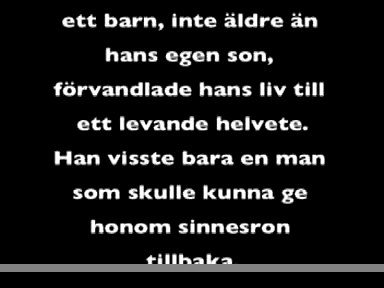 ett barn, inte äldre än
hans egen son,
förvandlade hans liv till
ett levande helvete.
Han visste bara en man
som skulle kunna ge
honom sinnesron
tillbaka